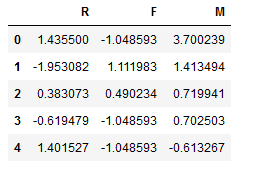 R F M
0 1.435500 -1.048593 3.700239
1 -1.953082 1.111983 1.413494
2 0.383073 0.490234 0.719941
3 -0.619479 -1.048593 0.702503
4 1.401527 -1.048593 -0.613267